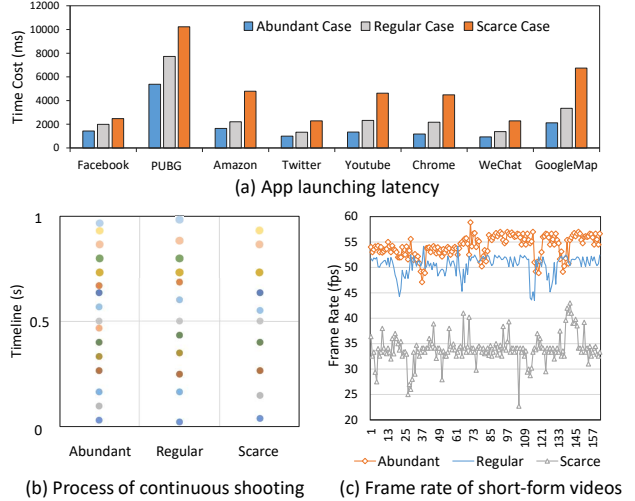 Time Cost (ms)
12000
10000
8000
6000
4000
2000
0
Abundant Case
Regular Case
Scarce Case
Facebook
PUBG
Amazon
Twitter
Youtube
Chrome
WeChat
GoogleMap
(a) App launching latency
Timeline (s)
1
0.5
0
Abundant
Regular
Scarce
(b) Process of continuous shooting
Frame Rate (fps)
60
55
50
45
40
35
30
25
20
1
13
25
37
49
61
73
85
97
109
121
133
145
157
Abundant
Regular
Scarce
(c) Frame rate of short-form videos